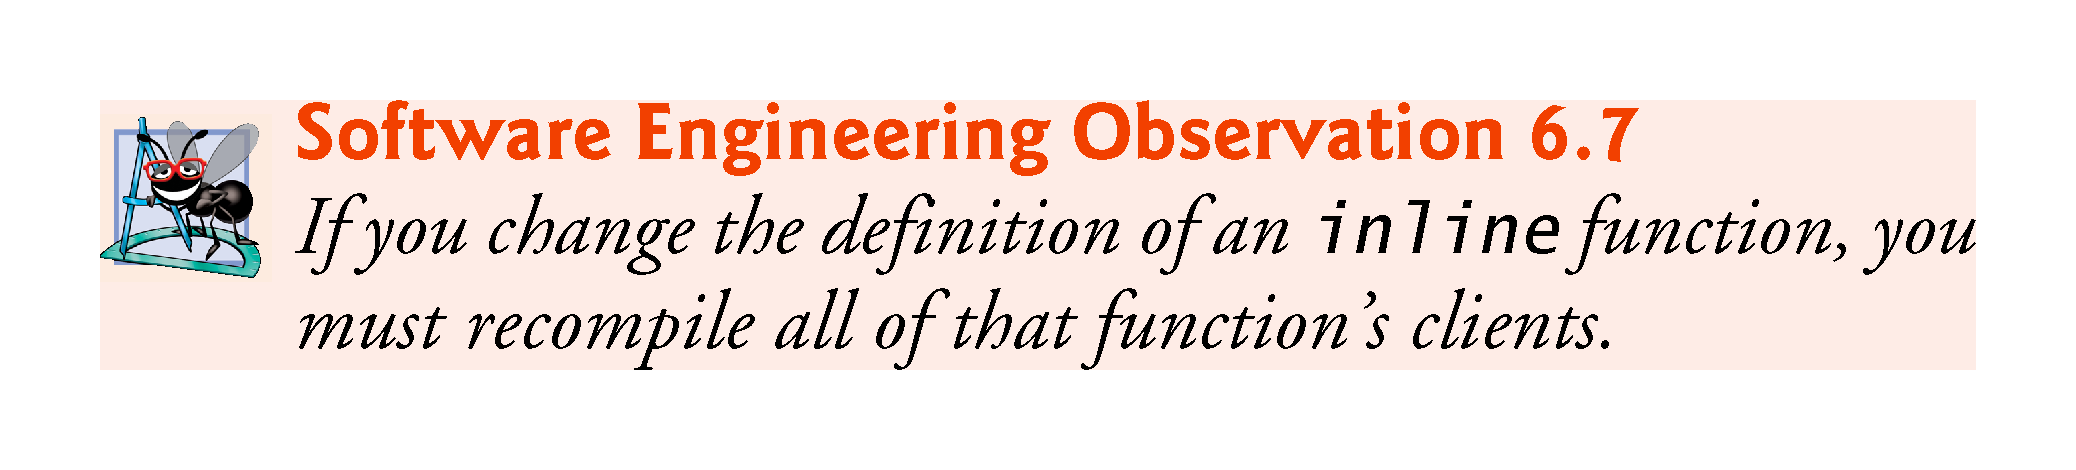 Software Engineering Observation 6.7
If you change the definition of an inline function, you
must recompile all of that function’s clients.